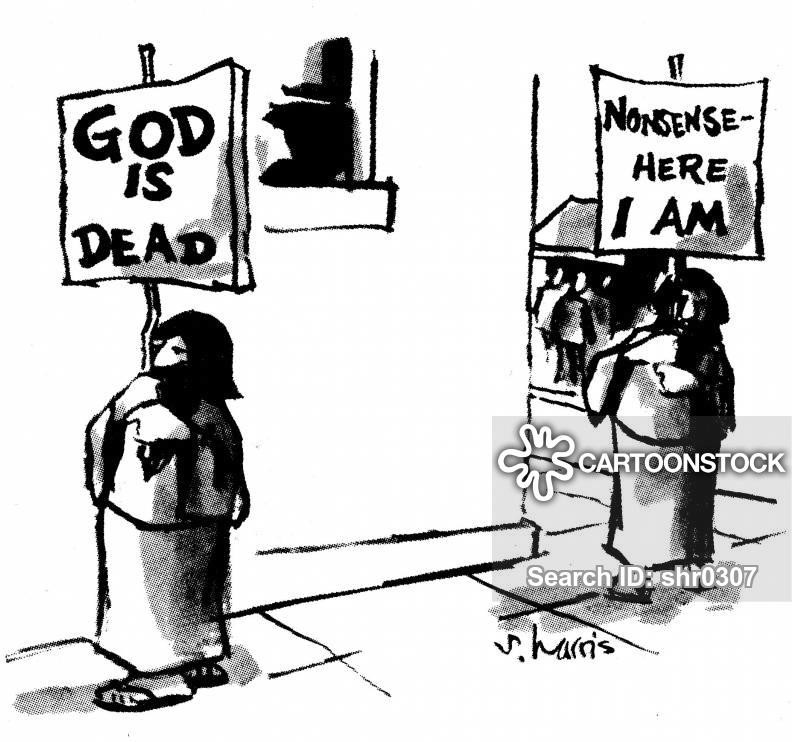 GOD
IS
DEAD
NONSENSE-
HERE
I AM
CARTOONSTOCK
Search ID: shr0307
S. harris